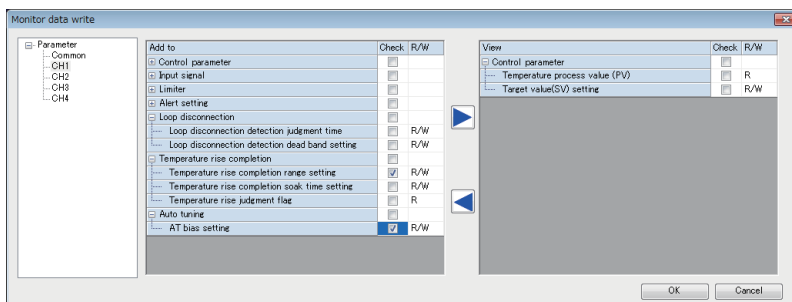 Monitor data write
Parameter
Common
CH1
CH2
CH3
CH4
Add to Check R/W
Control parameter
Input signal
Limiter
Alert setting
Loop disconnection
Loop disconnection detection judgment time R/W
Loop disconnection detection dead band setting R/W
Temperature rise completion
Temperature rise completion range setting R/W
Temperature rise completion soak time setting R/W
Temperature rise judgment flag R
Auto tuning
AT bias setting R/W
View Check R/W
Control parameter
Temperature process value (PV) R
Target value(SV) setting R/W
OK Cancel